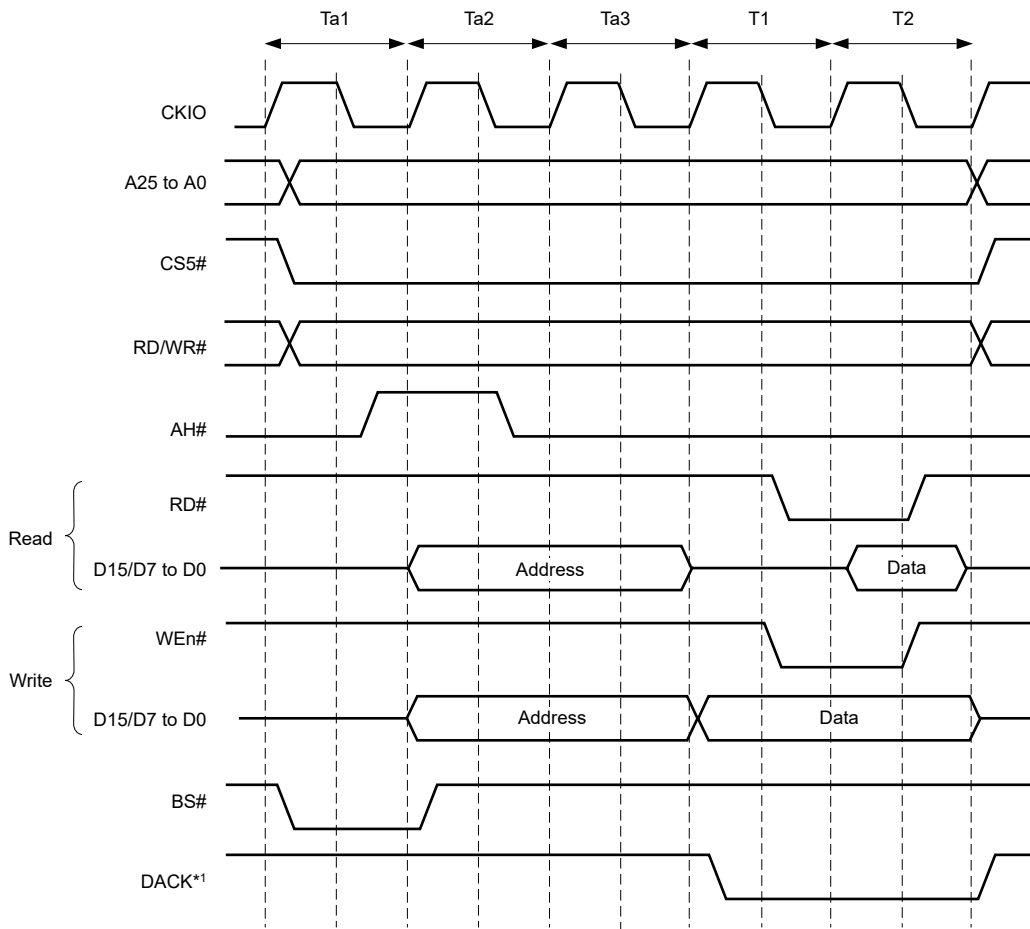 Ta1 Ta2 Ta3 T1 T2
CKIO
A25 to A0
CS5#
RD/WR#
AH#
RD#
Read
D15/D7 to D0 Address Data
WEn#
Write
D15/D7 to D0 Address Data
BS#
DACK*1